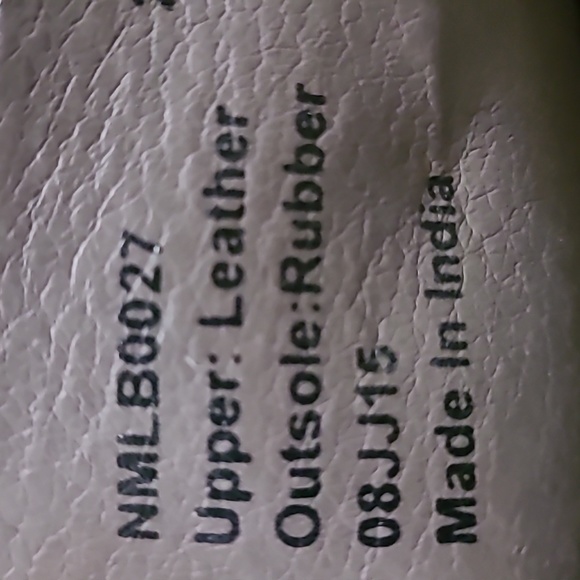 NMLB0027
Upper: Leather
Outsole:Rubber
08JJ15
Made In India